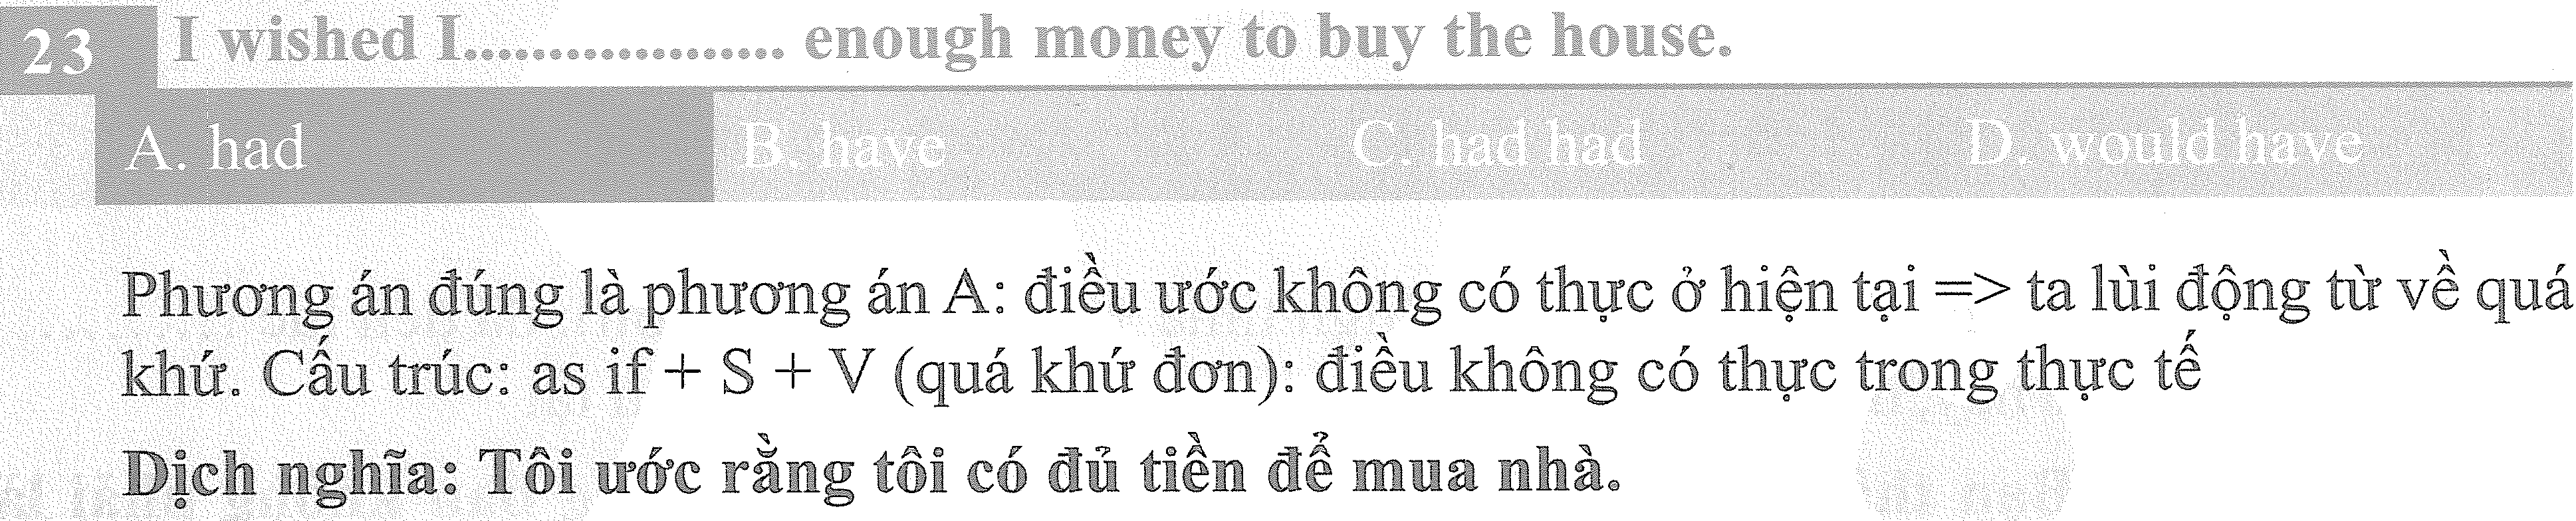 23 I wished I.................. enough money to buy the house.
A. had B. have C. had had D. would have
Phương án đúng là phương án A: điều ước không có thực ở hiện tại => ta lùi động từ về quá
khứ. Cấu trúc: as if + S + V (quá khứ đơn): điều không có thực trong thực tế
Dịch nghĩa: Tôi ước rằng tôi có đủ tiền để mua nhà.